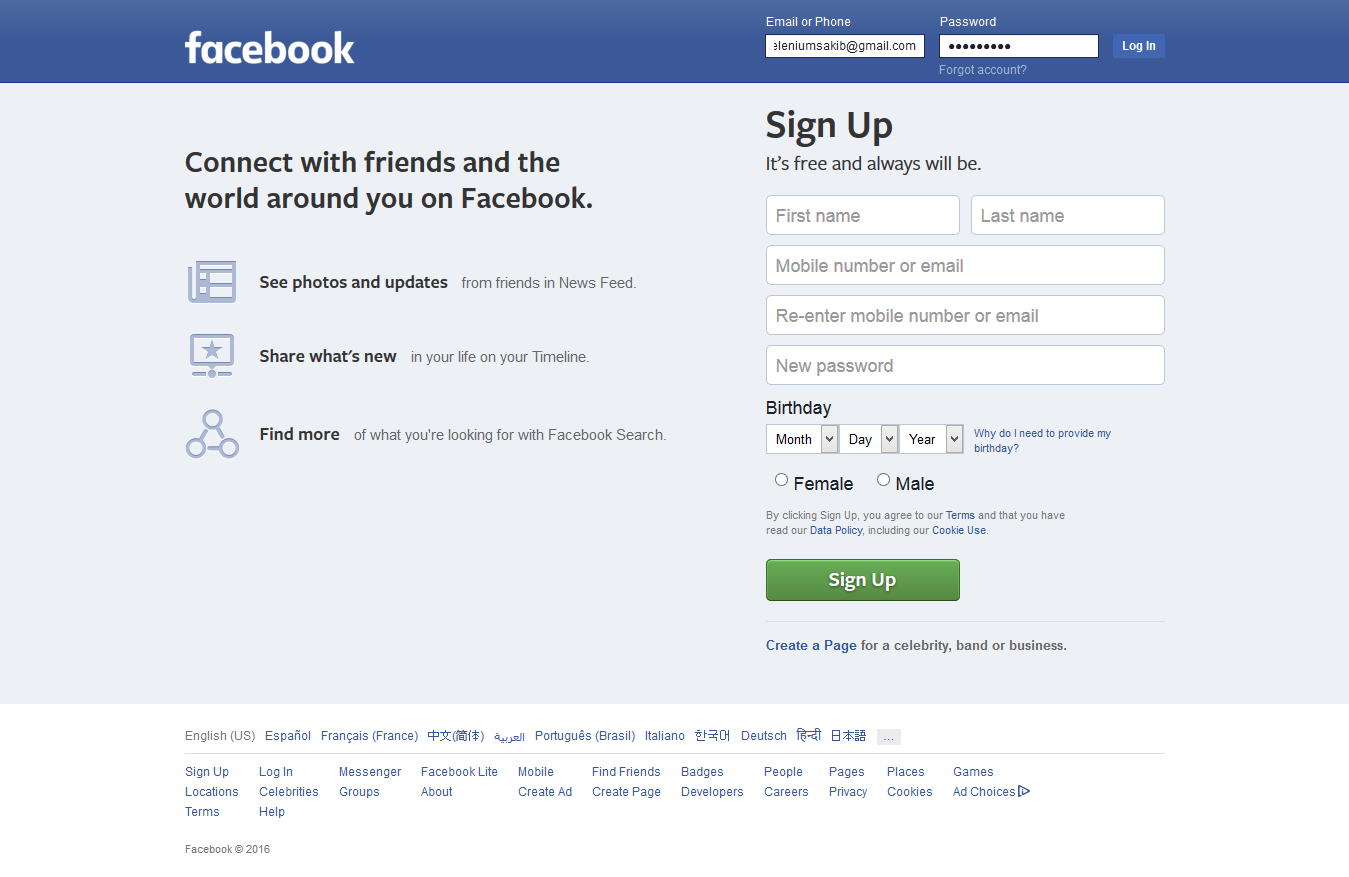 facebook
Email or Phone Password
eleniumsakib@gmail.com ●●●●●●●●● Log In
Forgot account?
Connect with friends and the
world around you on Facebook.
See photos and updates from friends in News Feed.
Share what's new in your life on your Timeline.
Find more of what you're looking for with Facebook Search.
Sign Up
It's free and always will be.
First name Last name
Mobile number or email
Re-enter mobile number or email
New password
Birthday
Month Day Year
Why do I need to provide my
birthday?
Female Male
By clicking Sign Up, you agree to our Terms and that you have
read our Data Policy, including our Cookie Use.
Sign Up
Create a Page for a celebrity, band or business.
English (US) Español Français (France) 中文(简体) العربية Português (Brasil) Italiano 한국어 Deutsch हिन्दी 日本語 ...
Sign Up Log In Messenger Facebook Lite Mobile Find Friends Badges People Pages Places Games
Locations Celebrities Groups About Create Ad Create Page Developers Careers Privacy Cookies Ad Choices
Terms Help
Facebook © 2016